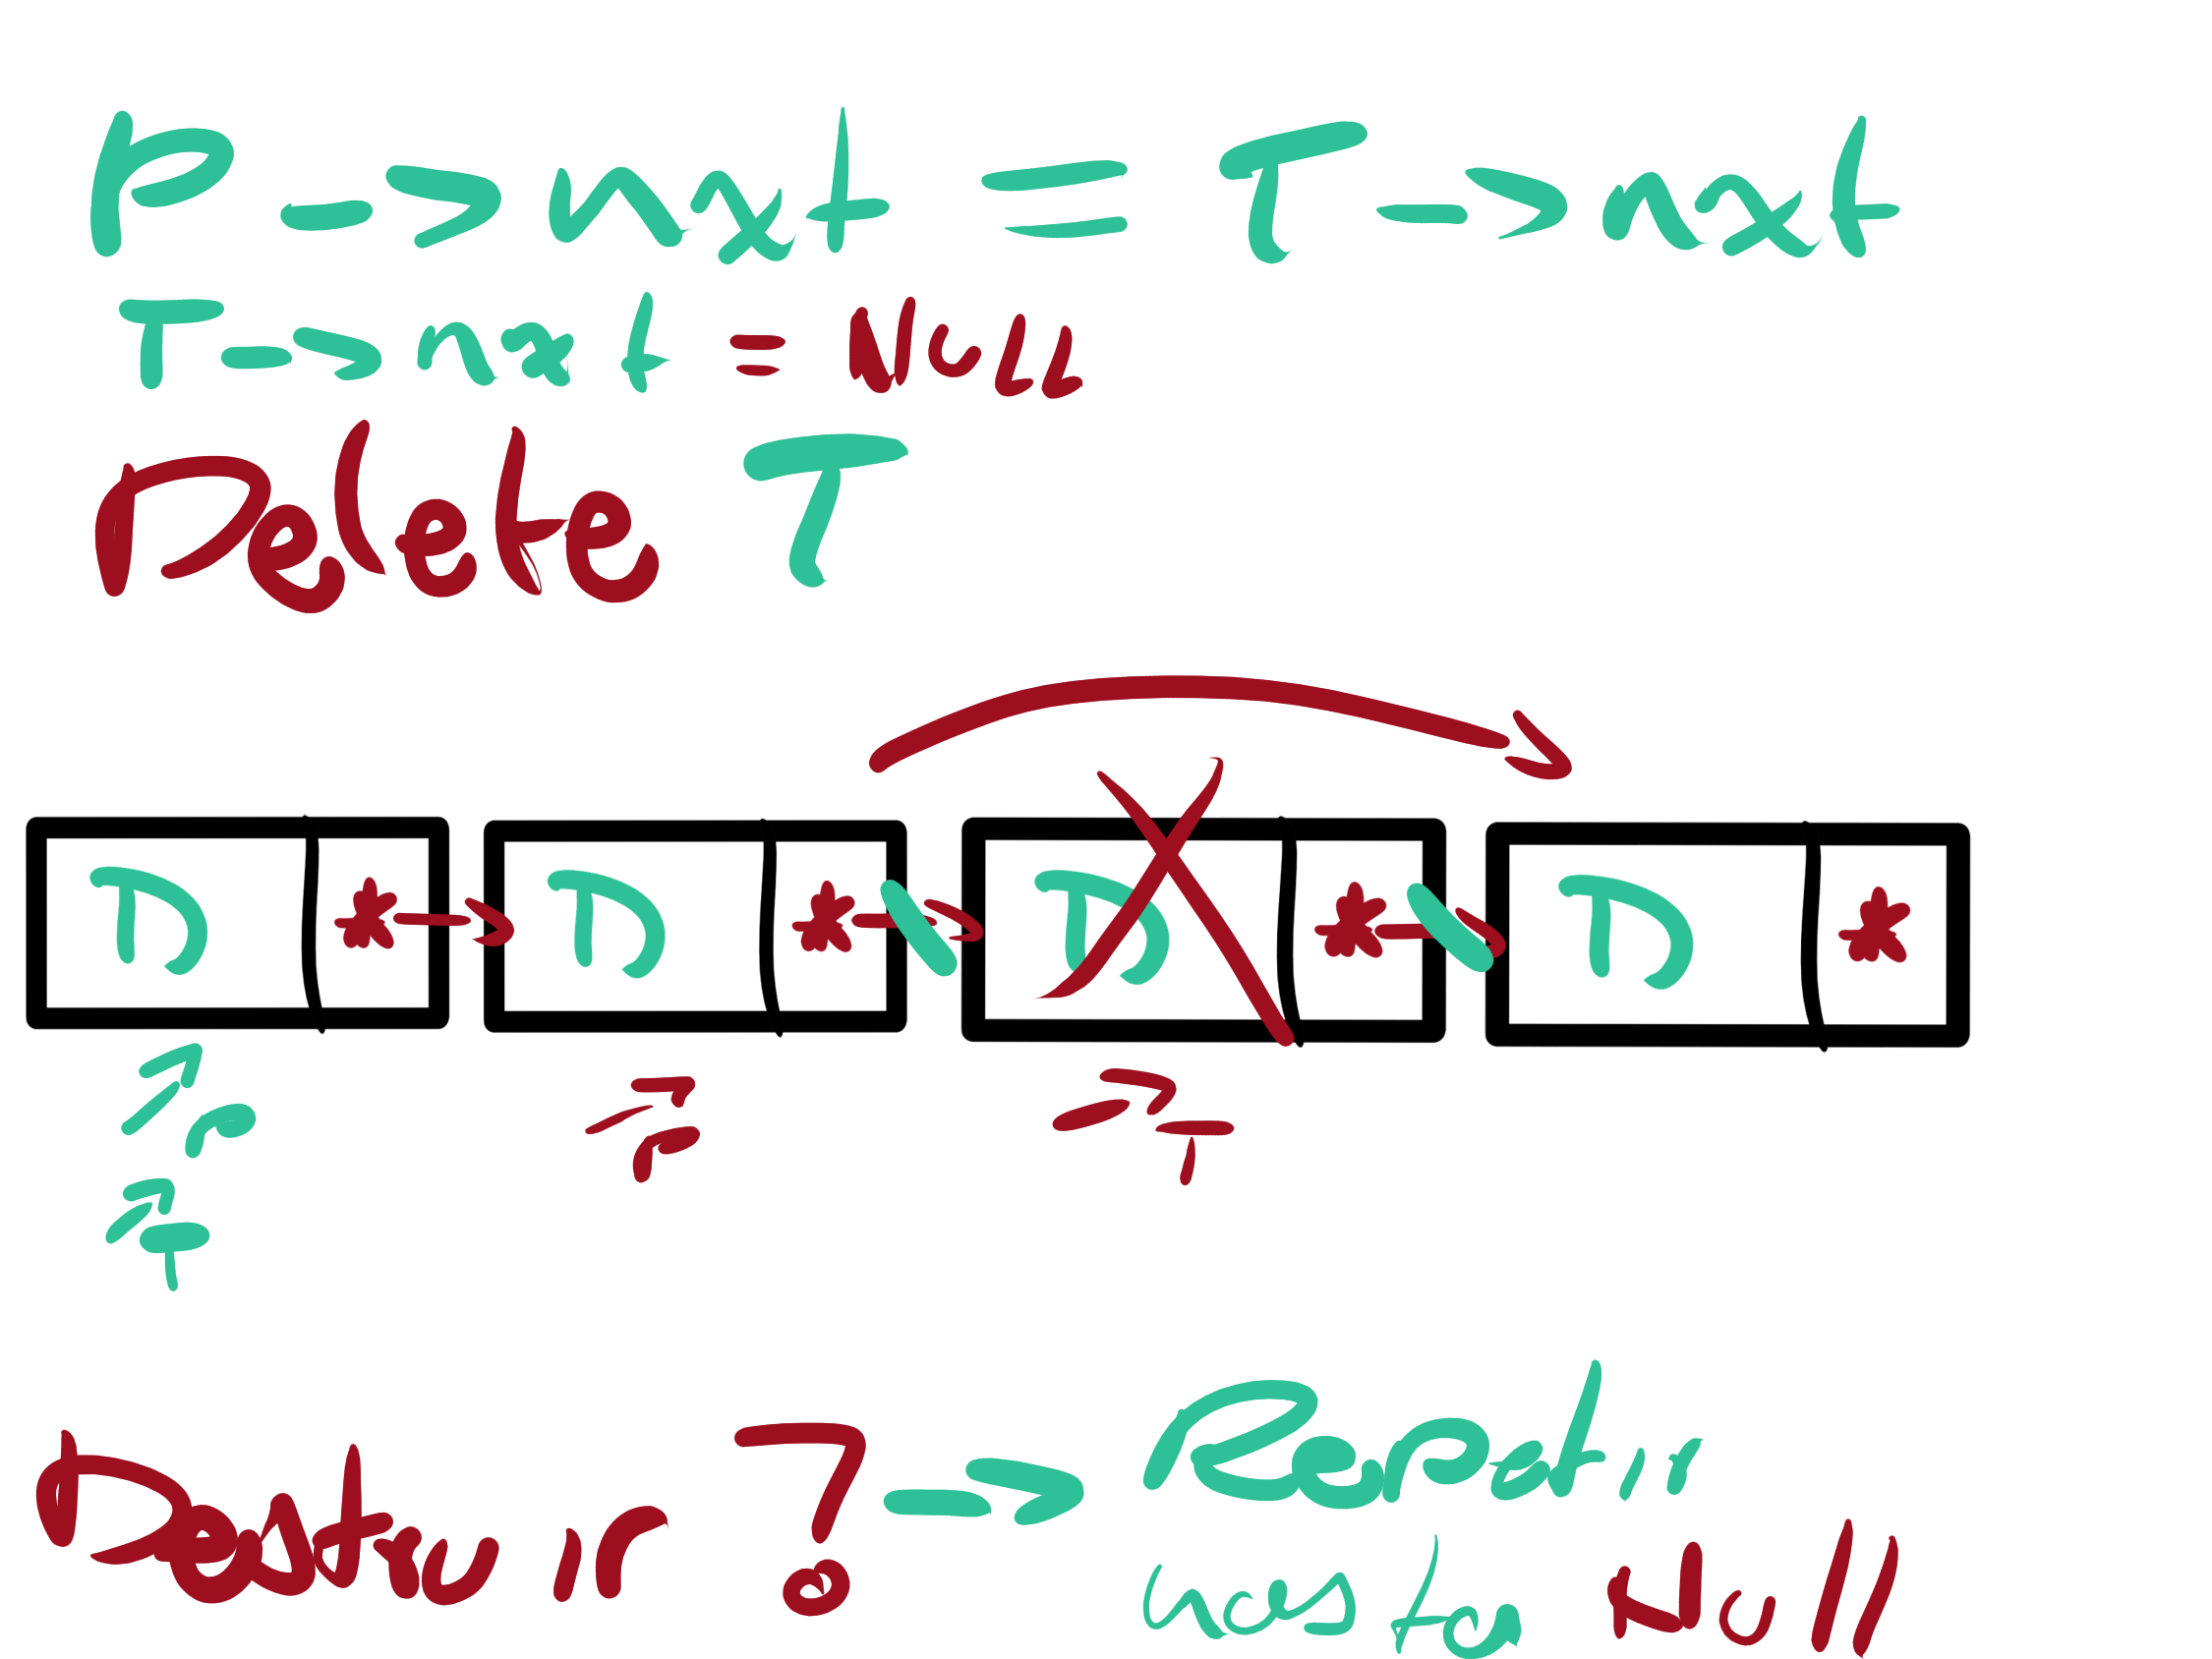 P -> nxt = T -> nxt
T -> nxt = NULL
Delete T
D * -> D * -> D * -> D *
P P T
T
Destruir? -> Repetir
hasta Null